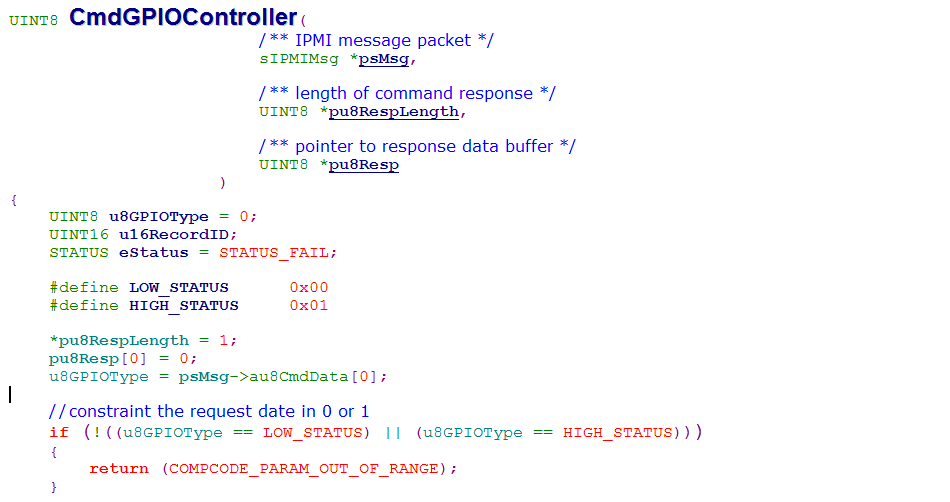 UINT8 CmdGPIOController(
/** IPMI message packet */
sIPMIMsg *psMsg,
/** length of command response */
UINT8 *pu8RespLength,
/** pointer to response data buffer */
UINT8 *pu8Resp
)
{
UINT8 u8GPIOType = 0;
UINT16 u16RecordID;
STATUS eStatus = STATUS_FAIL;
#define LOW_STATUS 0x00
#define HIGH_STATUS 0x01
*pu8RespLength = 1;
pu8Resp[0] = 0;
u8GPIOType = psMsg->au8CmdData[0];
//constraint the request date in 0 or 1
if (!((u8GPIOType == LOW_STATUS) || (u8GPIOType == HIGH_STATUS)))
{
return (COMPCODE_PARAM_OUT_OF_RANGE);
}